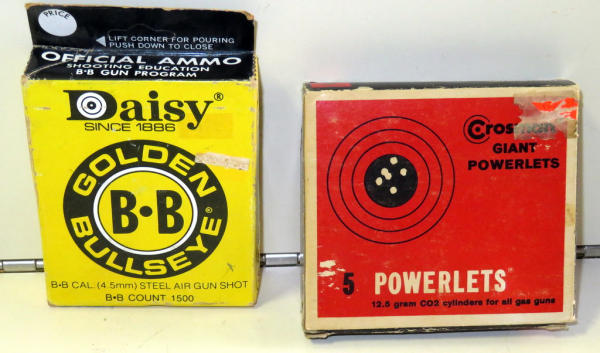 PRICE
LIFT CORNER FOR POURING
PUSH DOWN TO CLOSE
OFFICIAL AMMO
SHOOTING EDUCATION
B•B GUN PROGRAM
Daisy®
SINCE 1886
GOLDEN
B•B
BULLSEYE®
B•B CAL. (4.5mm) STEEL AIR GUN SHOT
B•B COUNT 1500
Crosman
GIANT
POWERLETS
5 POWERLETS
12.5 gram CO2 cylinders for all gas guns